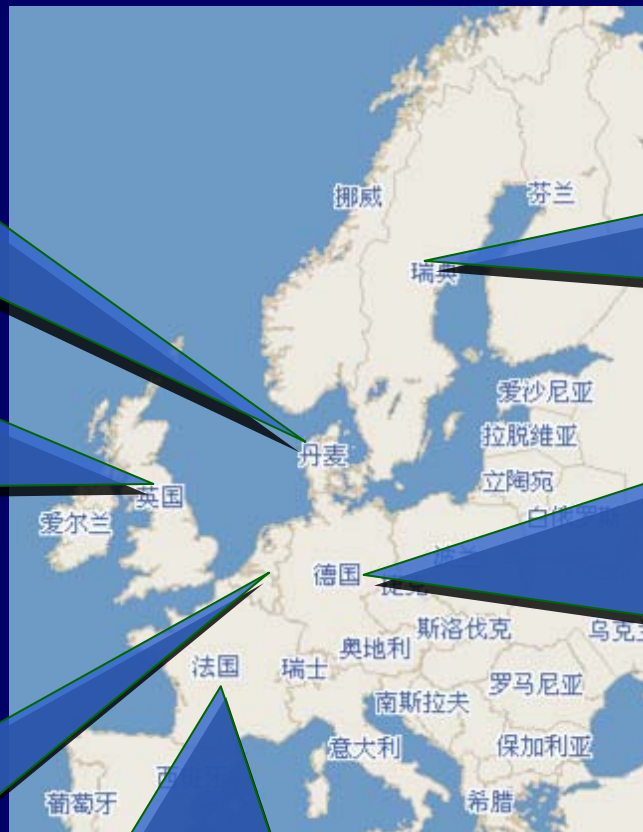 挪威
芬兰
瑞典
爱沙尼亚
拉脱维亚
丹麦
立陶宛
英国
爱尔兰
德国
斯洛伐克
奥地利
法国
瑞士
罗马尼亚
南斯拉夫
意大利
保加利亚
葡萄牙
希腊